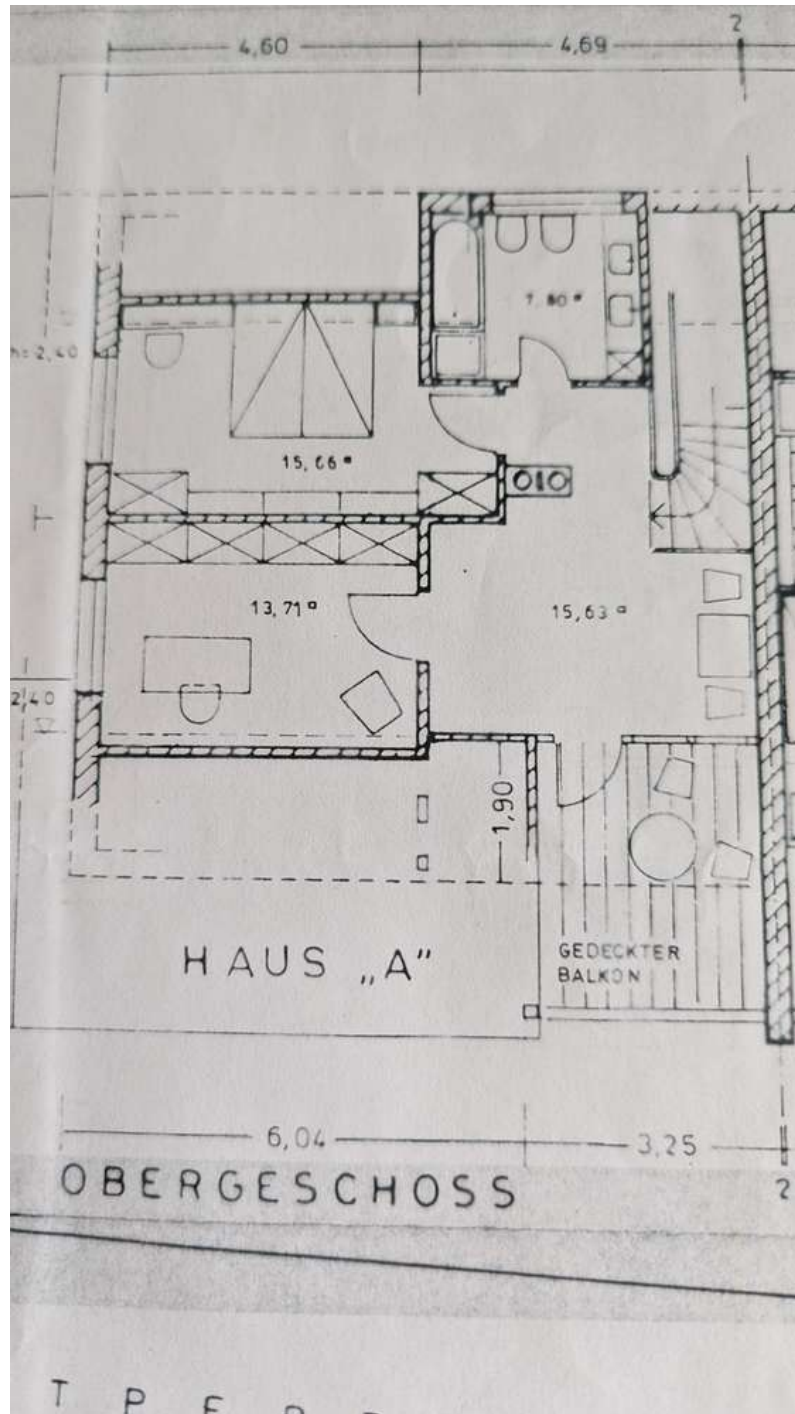 2
4,60 4,69
7,80
h=2,40
15,66
13,71
15,63
2,40
1,90
HAUS „A”
GEDECKTER
BALKON
6,04 3,25
OBERGESCHOSS
2